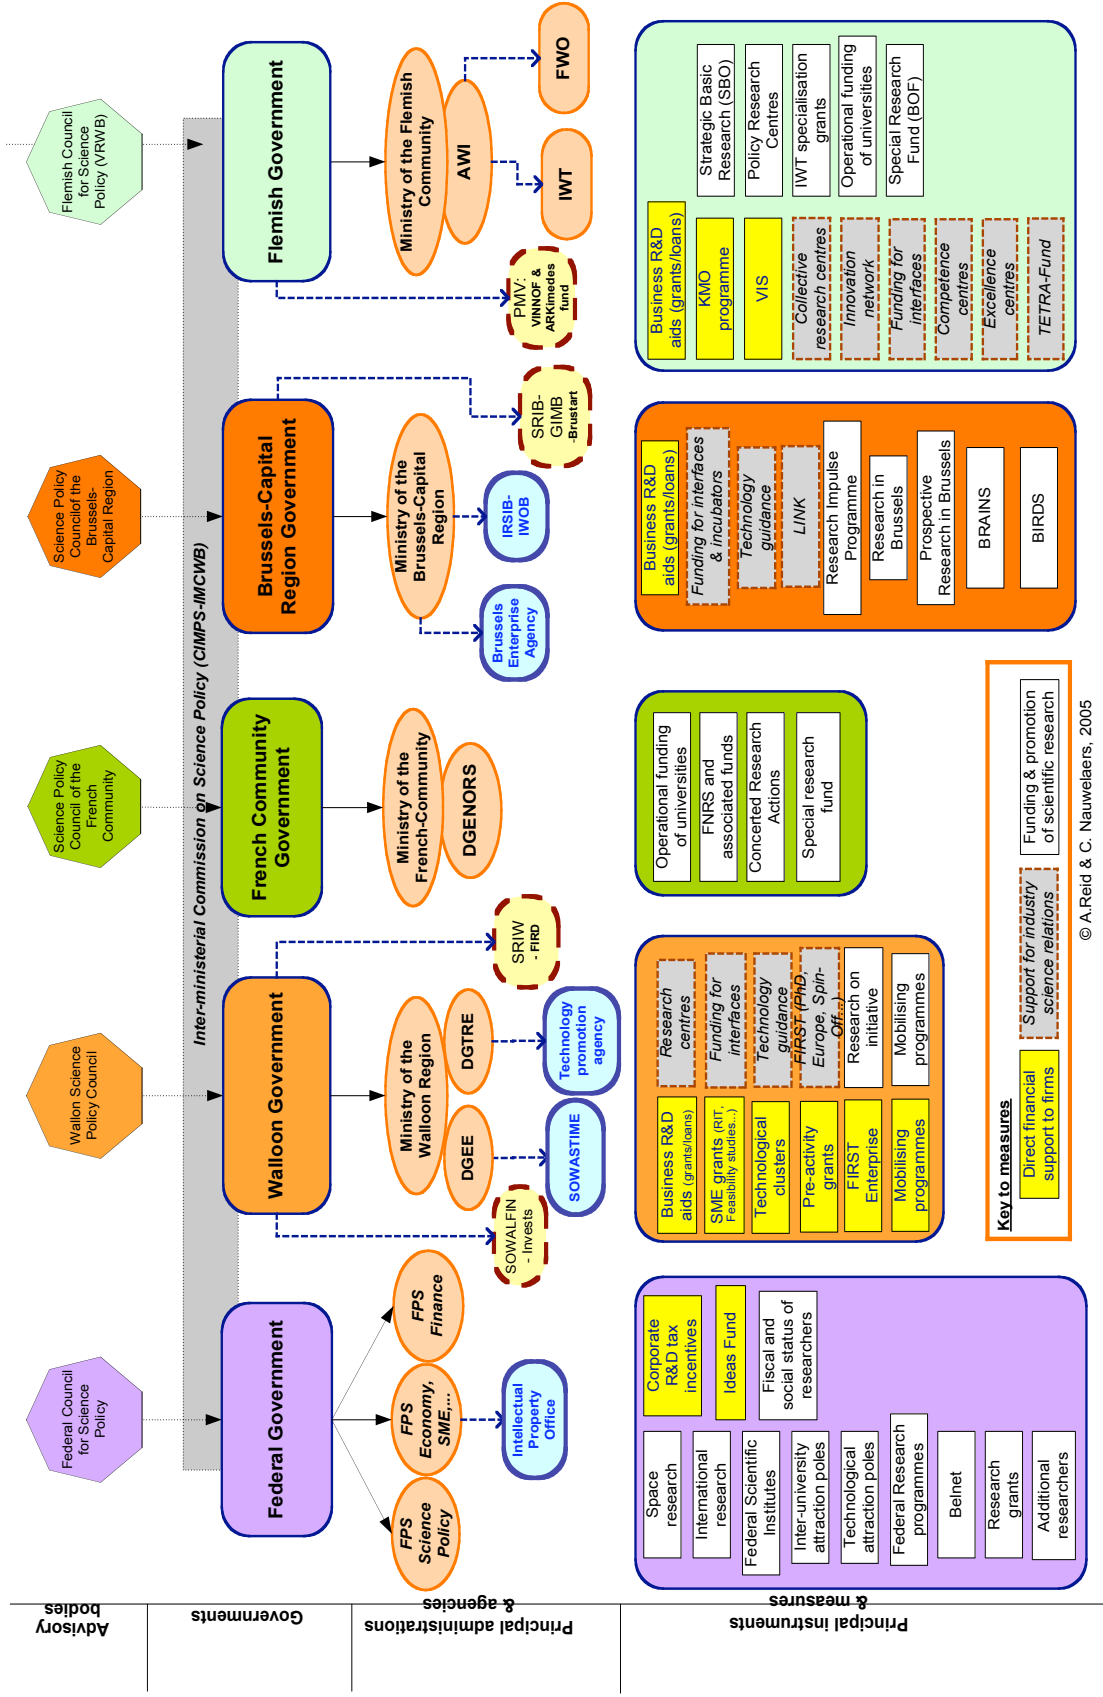 Advisory
bodies
Federal Council
for Science
Policy
Wallon Science
Policy Council
Science Policy
Council of the
French
Community
Science Policy
Councilof the
Brussels-
Capital Region
Flemish Council
for Science
Policy (VRWB)
Inter-ministerial Commission on Science Policy (CIMPS-IMCWB)
Governments
Federal Government
Walloon Government
French Community
Government
Brussels-Capital
Region Government
Flemish Government
Principal administrations
& agencies
FPS
Science
Policy
FPS
Economy,
SME,...
FPS
Finance
Intellectual
Property
Office
Ministry of the
Walloon Region
DGEE
DGTRE
SOWALFIN
- Invests
SOWASTIME
Technology
promotion
agency
SRIW
- FIRD
Ministry of the
French-Community
DGENORS
Ministry of the
Brussels-Capital
Region
Brussels
Enterprise
Agency
IRSIB-
IWOB
SRIB-
GIMB
-Brustart
Ministry of the Flemish
Community
AWI
PMV:
VINNOF &
ARKimedes
fund
IWT
FWO
Principal instruments
& measures
Space
research
International
research
Federal Scientific
Institutes
Inter-university
attraction poles
Technological
attraction poles
Federal Research
programmes
Belnet
Research
grants
Additional
researchers
Corporate
R&D tax
incentives
Ideas Fund
Fiscal and
social status of
researchers
Business R&D
aids (grants/loans)
SME grants (RIT,
Feasibility studies...)
Technological
clusters
Pre-activity
grants
FIRST
Enterprise
Mobilising
programmes
Research
centres
Funding for
interfaces
Technology
guidance
FIRST (PhD,
Europe, Spin-
Off...)
Research on
initiative
Mobilising
programmes
Operational funding
of universities
FNRS and
associated funds
Concerted Research
Actions
Special research
fund
Business R&D
aids (grants/loans)
Funding for interfaces
& incubators
Technology
guidance
LINK
Research Impulse
Programme
Research in
Brussels
Prospective
Research in Brussels
BRAINS
BIRDS
Business R&D
aids (grants/loans)
KMO
programme
VIS
Collective
research centres
Innovation
network
Funding for
interfaces
Competence
centres
Excellence
centres
TETRA-Fund
Strategic Basic
Research (SBO)
Policy Research
Centres
IWT specialisation
grants
Operational funding
of universities
Special Research
Fund (BOF)
Key to measures
Direct financial
support to firms
Support for industry
science relations
Funding & promotion
of scientific research
© A.Reid & C. Nauwelaers, 2005